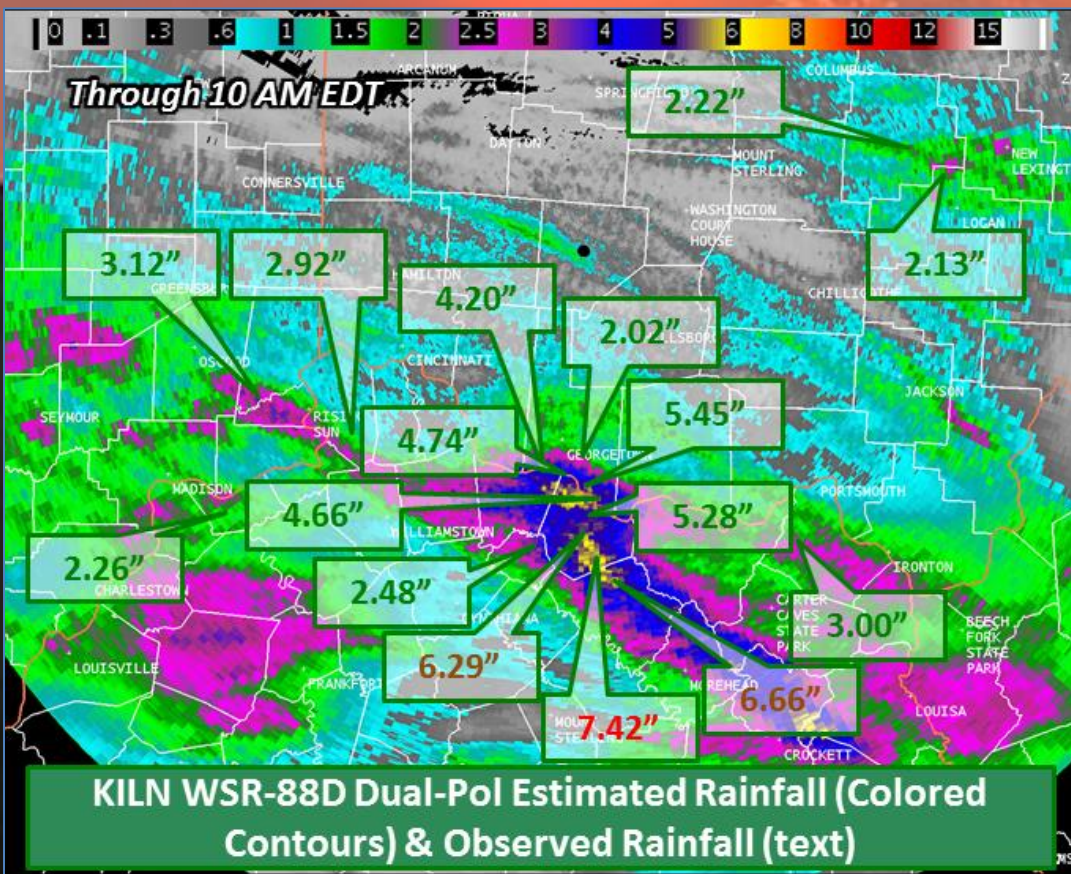 0 .1 .3 .6 1 1.5 2 2.5 3 4 5 6 8 10 12 15
ARCANUM
COLUMBUS
Through 10 AM EDT
2.22”
DAYTON
MOUNT
STERLING
NEW
LEXINGT
CONNERSVILLE
WASHINGTON
COURT
HOUSE
LOGAN
3.12”
2.92”
2.13”
HAMILTON
4.20”
CHILLICOTHE
2.02”
CINCINNATI
JACKSON
SEYMOUR
RISI
SUN
4.74”
5.45”
GEORGETOWN
MADISON
PORTSMOUTH
4.66”
5.28”
WILLIAMSTOWN
2.26”
IRONTON
CHARLESTOWN
2.48”
CARTER
CAVES
STATE
PARK
3.00”
BEECH
FORK
STATE
PARK
LOUISVILLE
6.29”
FRANKFORT
MOREHEAD
6.66”
LOUISA
7.42”
CROCKETT
KILN WSR-88D Dual-Pol Estimated Rainfall (Colored
Contours) & Observed Rainfall (text)